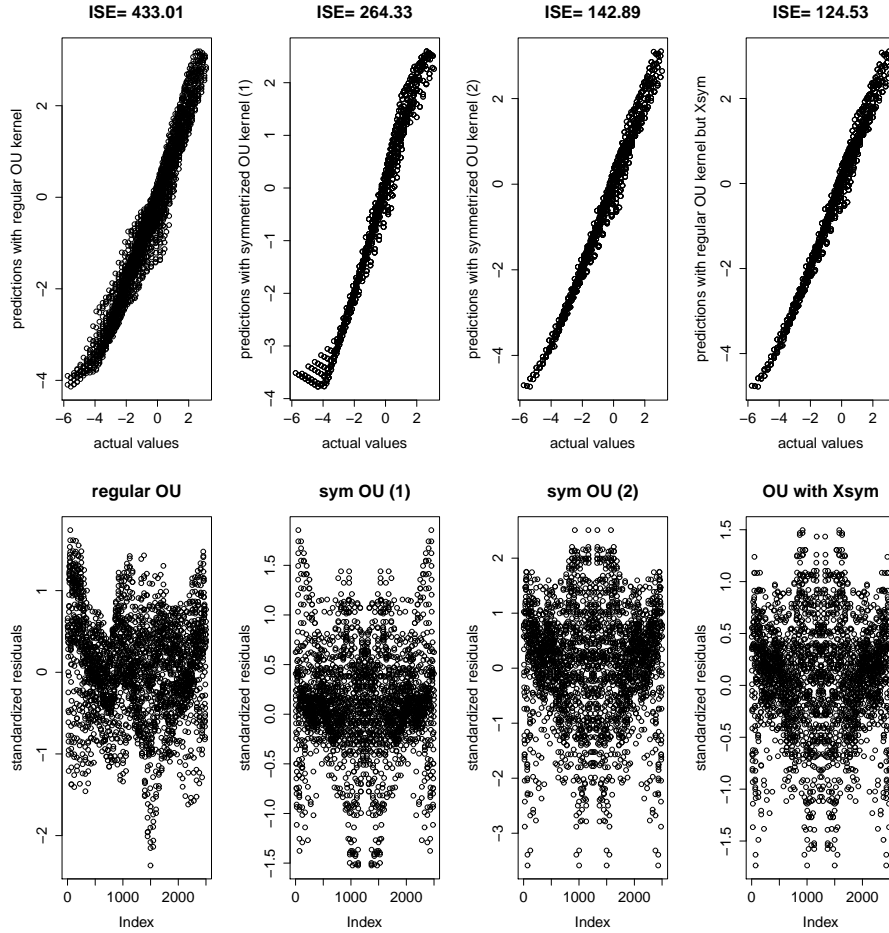 ISE= 433.01
ISE= 264.33
ISE= 142.89
ISE= 124.53
predictions with regular OU kernel
2
0
−2
−4
−6 −4 −2 0 2
actual values
predictions with symmetrized OU kernel (1)
2
1
0
−1
−2
−3
−4
−6 −4 −2 0 2
actual values
predictions with symmetrized OU kernel (2)
2
0
−2
−4
−6 −4 −2 0 2
actual values
predictions with regular OU kernel but Xsym
2
0
−2
−4
−6 −4 −2 0 2
actual values
regular OU
sym OU (1)
sym OU (2)
OU with Xsym
standardized residuals
1
0
−1
−2
0 1000 2000
Index
standardized residuals
1.5
1.0
0.5
0.0
−0.5
−1.0
−1.5
0 1000 2000
Index
standardized residuals
2
1
0
−1
−2
−3
0 1000 2000
Index
standardized residuals
1.5
1.0
0.5
0.0
−0.5
−1.0
−1.5
0 1000 2000
Index